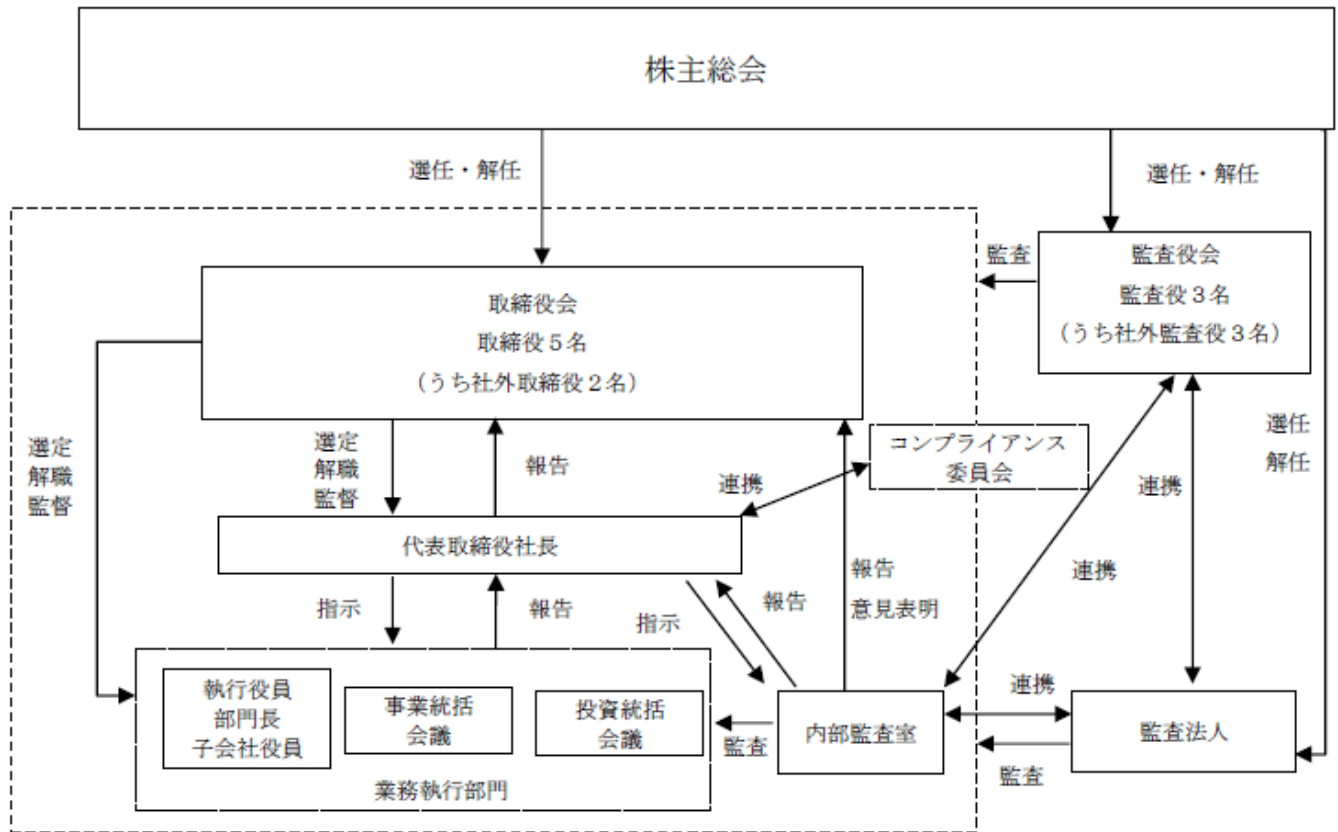 株主総会
選任・解任
選任・解任
監査
監査役会
監査役３名
（うち社外監査役３名）
取締役会
取締役５名
（うち社外取締役２名）
選定
解職
監督
選定
解職
監督
報告
連携
コンプライアンス
委員会
連携
選任
解任
代表取締役社長
指示
報告
指示
報告
報告
意見表明
連携
執行役員
部門長
子会社役員
事業統括
会議
投資統括
会議
業務執行部門
監査
内部監査室
連携
監査
監査法人